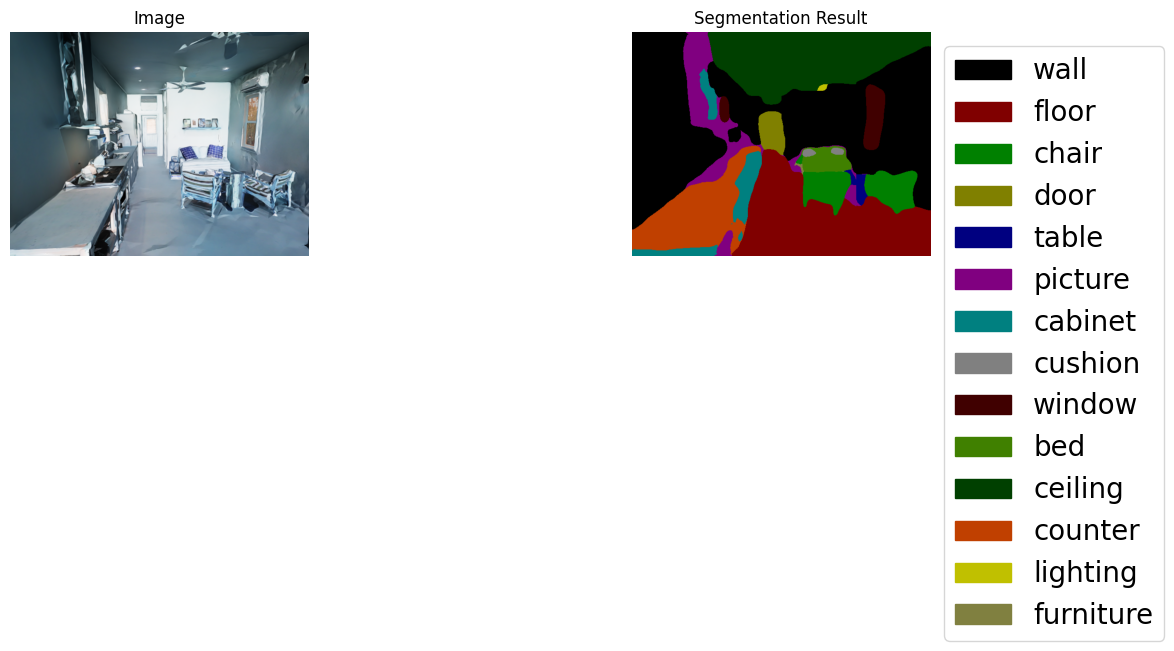 Image
Segmentation Result
wall
floor
chair
door
table
picture
cabinet
cushion
window
bed
ceiling
counter
lighting
furniture